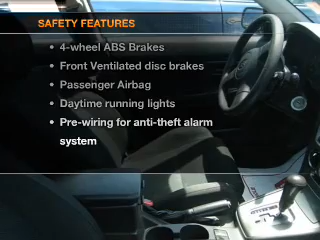 SAFETY FEATURES
• 4-wheel ABS Brakes
• Front Ventilated disc brakes
• Passenger Airbag
• Daytime running lights
• Pre-wiring for anti-theft alarm
system